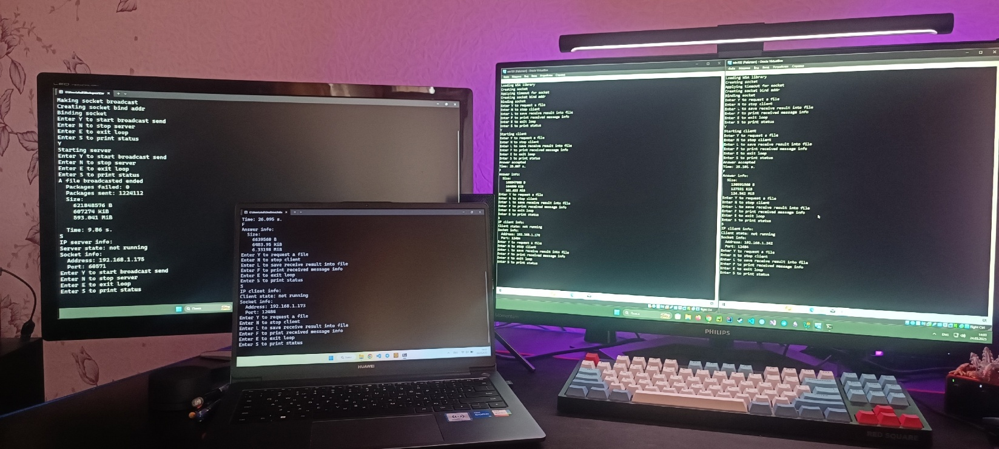 Making socket broadcast
Creating socket bind addr
Binding socket
Enter Y to start broadcast send
Enter N to stop server
Enter E to exit loop
Enter S to print status
Y
Starting server
Enter Y to start broadcast send
Enter N to stop server
Enter E to exit loop
Enter S to print status
A file broadcasted ended
Packages failed: 0
Packages sent: 1224112
Size:
621848576 B
607274 KiB
593.041 MiB
Time: 9.86 s.
S
IP server info:
Server state: not running
Socket info:
Address: 192.168.1.175
Port: 60571
Enter Y to start broadcast send
Enter N to stop server
Enter E to exit loop
Enter S to print status
Time: 26.095 s.
F
Answer info:
Size:
6639560 B
6483.95 KiB
6.33198 MiB
Enter Y to request a file
Enter N to stop client
Enter L to save receive result into file
Enter F to print received message info
Enter E to exit loop
Enter S to print status
S
IP client info:
Client state: not running
Socket info:
Address: 192.168.1.173
Port: 12484
Enter Y to request a file
Enter N to stop client
Enter L to save receive result into file
Enter F to print received message info
Enter E to exit loop
Enter S to print status
HUAWEI
Loading WSA library
Creating socket
Applying timeout for socket
Creating socket bind addr
Binding socket
Enter Y to request a file
Enter N to stop client
Enter L to save receive result into file
Enter F to print received message info
Enter E to exit loop
Enter S to print status
Y
Starting client
Enter Y to request a file
Enter N to stop client
Enter L to save receive result into file
Enter F to print received message info
Enter E to exit loop
Enter S to print status
Answer accepted
F
Answer info:
Size:
Enter Y to request a file
Enter N to stop client
Enter L to save receive result into file
Enter F to print received message info
Enter E to exit loop
Enter S to print status
S
IP client info:
Client state: not running
Socket info:
Port: 12484
Enter Y to request a file
Enter N to stop client
Enter L to save receive result into file
Enter F to print received message info
Enter E to exit loop
Enter S to print status
Loading WSA library
Creating socket
Applying timeout for socket
Creating socket bind addr
Binding socket
Enter Y to request a file
Enter N to stop client
Enter L to save receive result into file
Enter F to print received message info
Enter E to exit loop
Enter S to print status
Y
Starting client
Enter Y to request a file
Enter N to stop client
Enter L to save receive result into file
Enter F to print received message info
Enter E to exit loop
Enter S to print status
Answer accepted
F
Answer info:
Size:
Enter Y to request a file
Enter N to stop client
Enter L to save receive result into file
Enter F to print received message info
Enter E to exit loop
Enter S to print status
S
IP client info:
Client state: not running
Socket info:
Address: 192.168.1.242
Port: 12484
Enter Y to request a file
Enter N to stop client
Enter L to save receive result into file
Enter F to print received message info
Enter E to exit loop
Enter S to print status
Momentum
PHILIPS
RED SQUARE